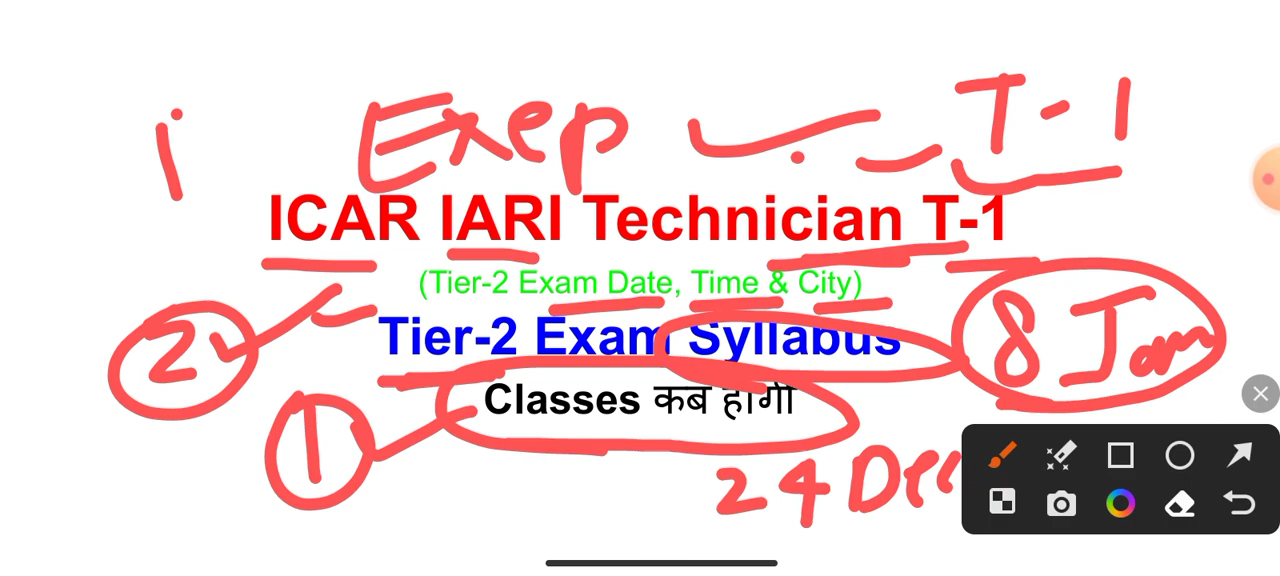 i Exep T-1
ICAR IARI Technician T-1
(Tier-2 Exam Date, Time & City)
2 Tier-2 Exam Syllabus 8 Jan
1 Classes कब होगी
24 Dec